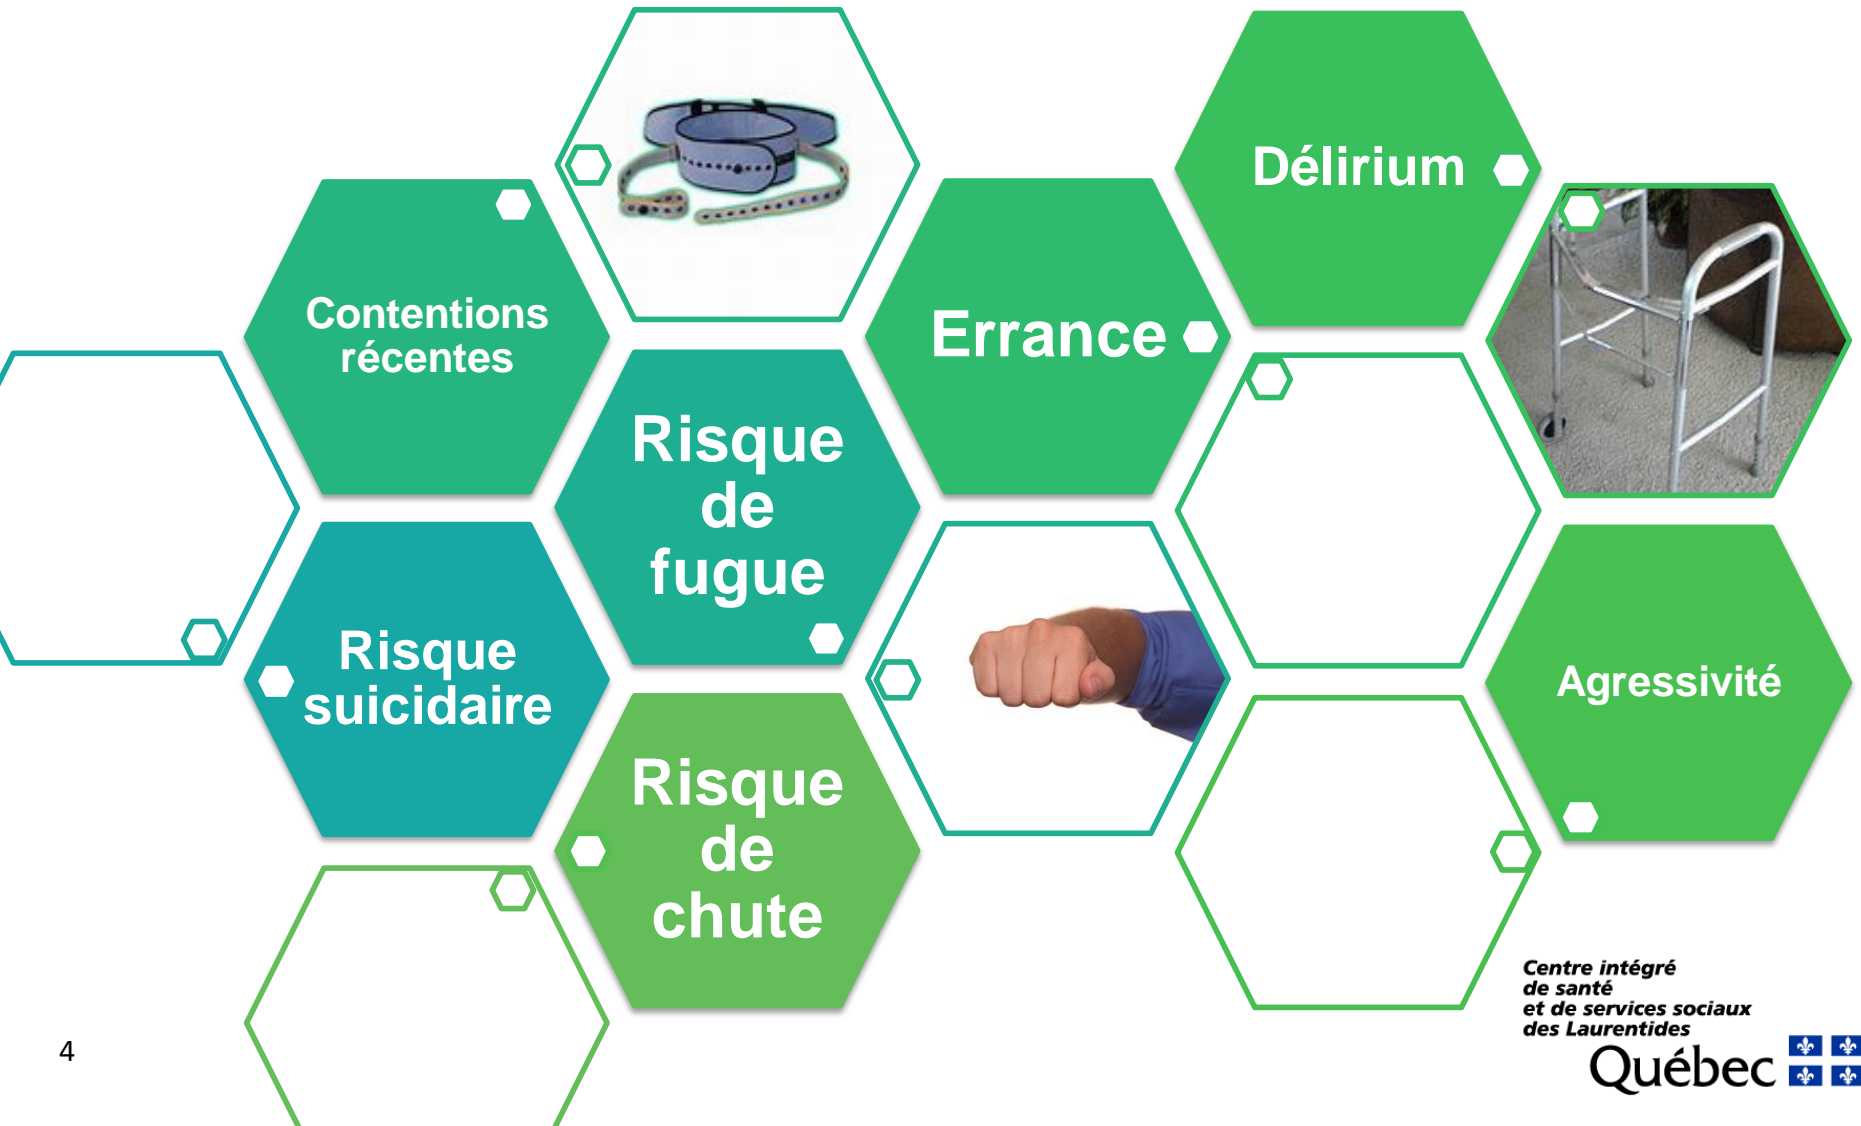 Délirium
Contentions
récentes
Errance
Risque
de
fugue
Risque
suicidaire
Agressivité
Risque
de
chute
Centre intégré
de santé
et de services sociaux
des Laurentides
Québec
4